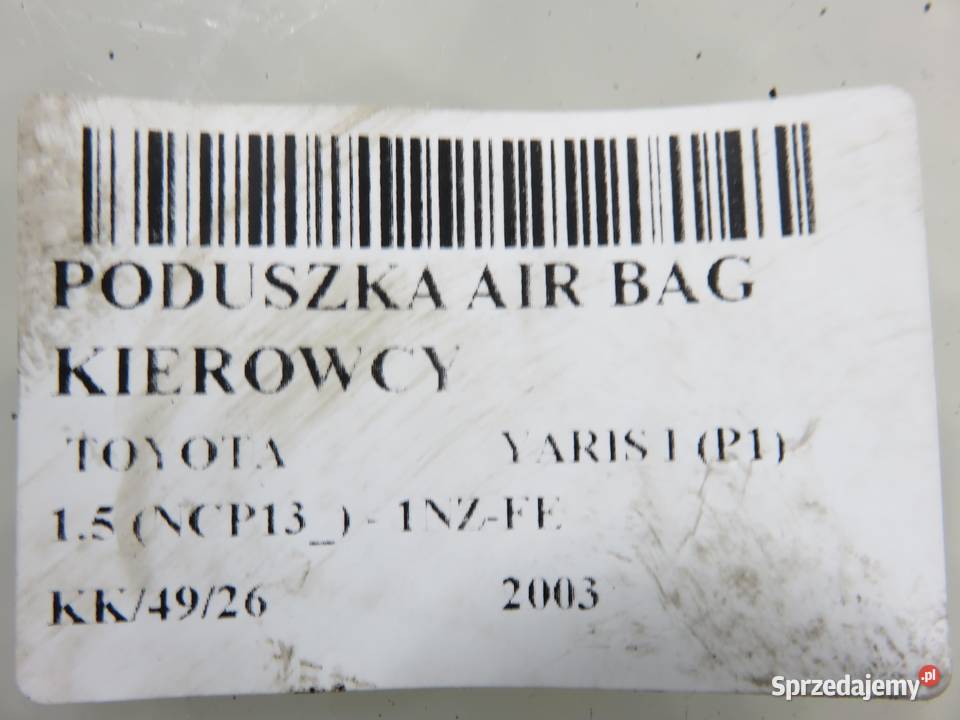 PODUSZKA AIR BAG
KIEROWCY
TOYOTA YARIS I (P1)
1.5 (NCP13_) - 1NZ-FE
KK/49/26 2003
Sprzedajemy.pl